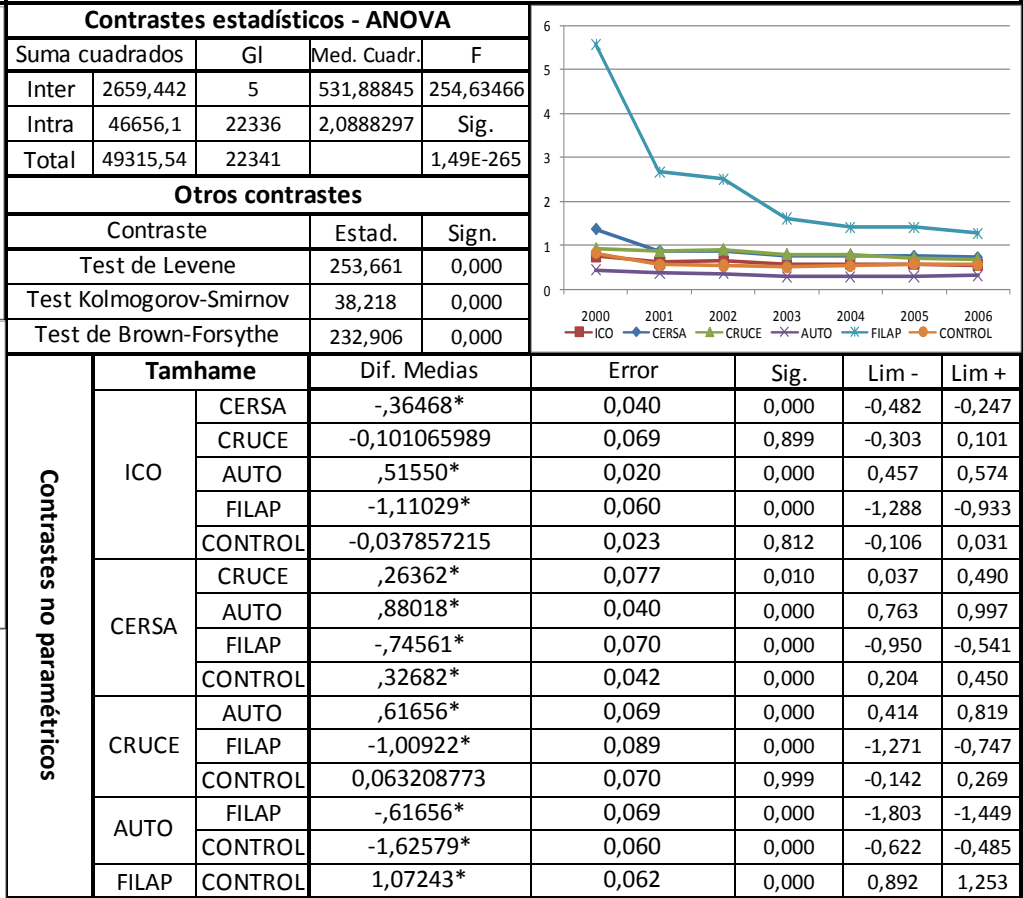 Contrastes estadísticos - ANOVA
Suma cuadrados Gl Med. Cuadr. F
Inter 2659,442 5 531,88845 254,63466
Intra 46656,1 22336 2,0888297 Sig.
Total 49315,54 22341 1,49E-265
Otros contrastes
Contraste Estad. Sign.
Test de Levene 253,661 0,000
Test Kolmogorov-Smirnov 38,218 0,000
Test de Brown-Forsythe 232,906 0,000
6
5
4
3
2
1
0
2000 2001 2002 2003 2004 2005 2006
ICO CERSA CRUCE AUTO FILAP CONTROL
Tamhame Dif. Medias Error Sig. Lim - Lim +
Contrastes no paramétricos
ICO
CERSA -,36468* 0,040 0,000 -0,482 -0,247
CRUCE -0,101065989 0,069 0,899 -0,303 0,101
AUTO ,51550* 0,020 0,000 0,457 0,574
FILAP -1,11029* 0,060 0,000 -1,288 -0,933
CONTROL -0,037857215 0,023 0,812 -0,106 0,031
CERSA
CRUCE ,26362* 0,077 0,010 0,037 0,490
AUTO ,88018* 0,040 0,000 0,763 0,997
FILAP -,74561* 0,070 0,000 -0,950 -0,541
CONTROL ,32682* 0,042 0,000 0,204 0,450
CRUCE
AUTO ,61656* 0,069 0,000 0,414 0,819
FILAP -1,00922* 0,089 0,000 -1,271 -0,747
CONTROL 0,063208773 0,070 0,999 -0,142 0,269
AUTO
FILAP -,61656* 0,069 0,000 -1,803 -1,449
CONTROL -1,62579* 0,060 0,000 -0,622 -0,485
FILAP CONTROL 1,07243* 0,062 0,000 0,892 1,253